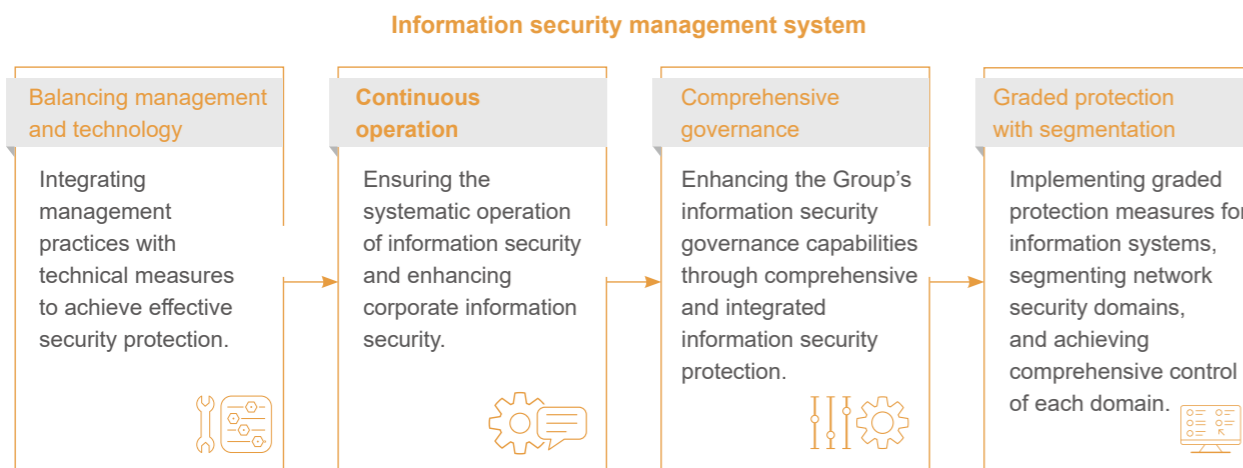 Information security management system
Balancing management
and technology
Integrating
management
practices with
technical measures
to achieve effective
security protection.
Continuous
operation
Ensuring the
systematic operation
of information security
and enhancing
corporate information
security.
Comprehensive
governance
Enhancing the Group's
information security
governance capabilities
through comprehensive
and integrated
information security
protection.
Graded protection
with segmentation
Implementing graded
protection measures for
information systems,
segmenting network
security domains,
and achieving
comprehensive control
of each domain.